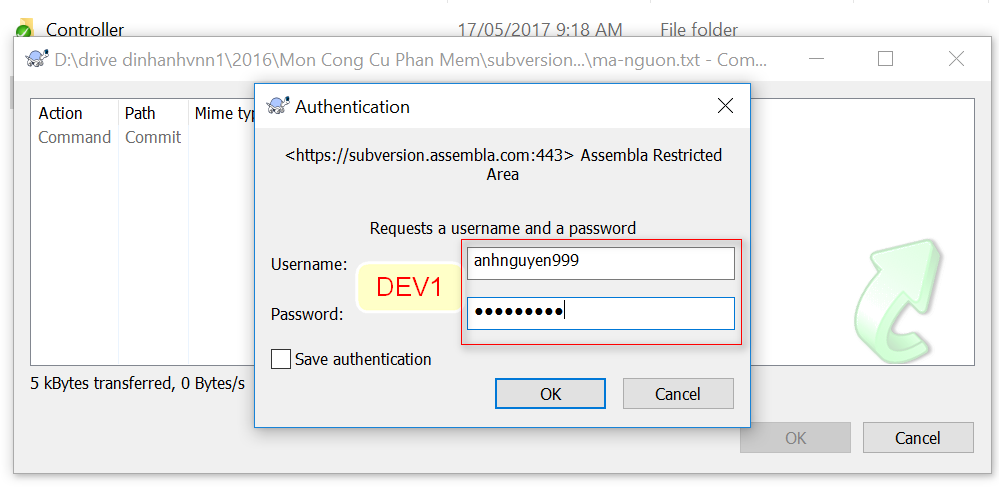 Controller 17/05/2017 9:18 AM File folder
D:\drive dinhanhvnn1\2016\Mon Cong Cu Phan Mem\subversion...\ma-nguon.txt - Com...
Action Path Mime typ
Command Commit
Authentication
<https://subversion.assembla.com:443> Assembla Restricted
Area
Requests a username and a password
Username: anhnguyen999
DEV1
Password: ●●●●●●●●●
Save authentication
OK Cancel
5 kBytes transferred, 0 Bytes/s
OK Cancel